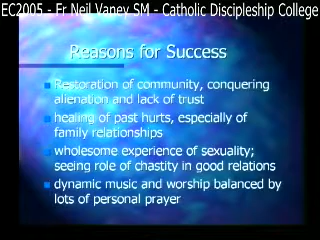 EC2005 - Fr Neil Vaney SM - Catholic Discipleship College
Reasons for Success
Restoration of community, conquering
alienation and lack of trust
healing of past hurts, especially of
family relationships
wholesome experience of sexuality;
seeing role of chastity in good relations
dynamic music and worship balanced by
lots of personal prayer